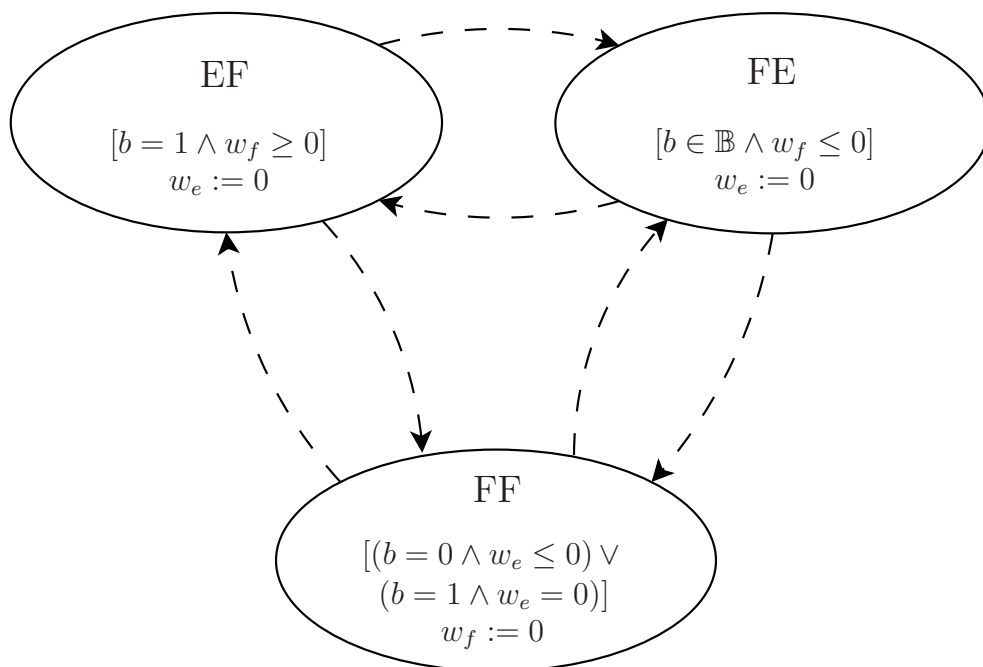 EF
[b = 1 ∧ w_f ≥ 0]
w_e := 0
FE
[b ∈ 𝔹 ∧ w_f ≤ 0]
w_e := 0
FF
[(b = 0 ∧ w_e ≤ 0) ∨
(b = 1 ∧ w_e = 0)]
w_f := 0